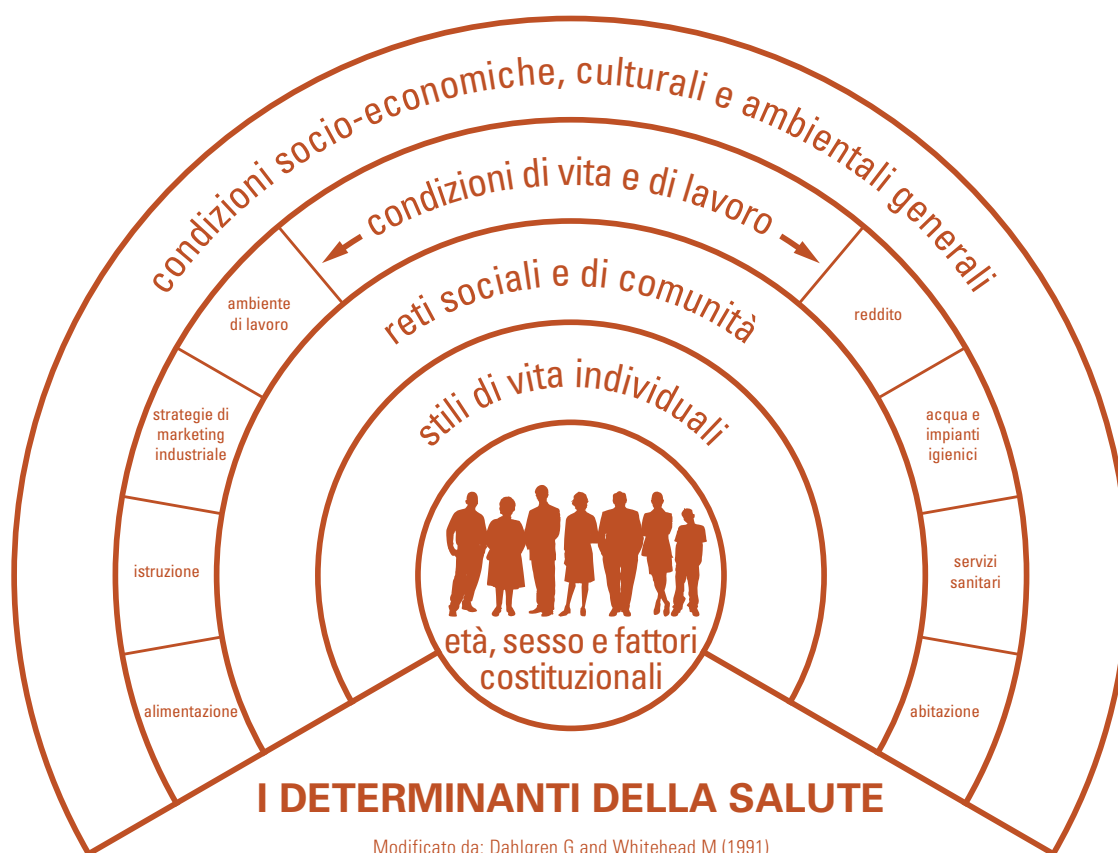 condizioni socio-economiche, culturali e ambientali generali
condizioni di vita e di lavoro
reti sociali e di comunità
stili di vita individuali
ambiente
di lavoro
strategie di
marketing
industriale
istruzione
alimentazione
reddito
acqua e
impianti
igienici
servizi
sanitari
abitazione
età, sesso e fattori
costituzionali
I DETERMINANTI DELLA SALUTE
Modificato da: Dahlgren G and Whitehead M (1991)